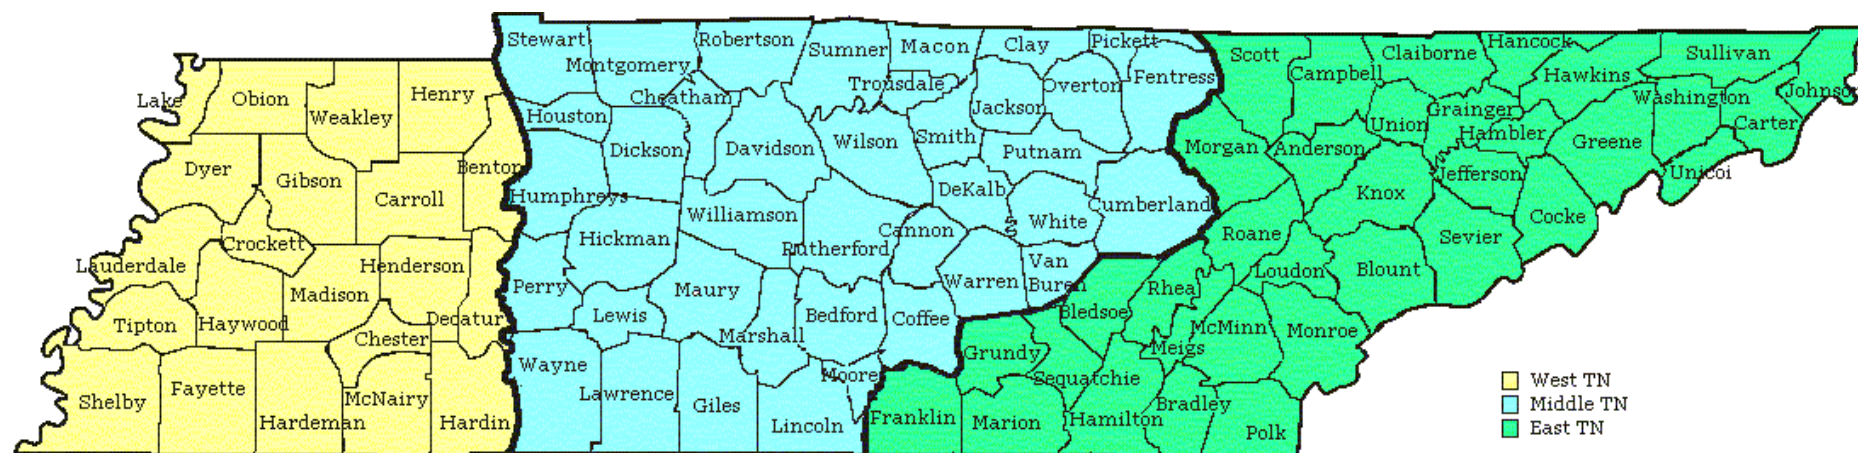 Stewart
Robertson
Sumner
Macon
Clay
Pickett
Scott
Claiborne
Hancock
Sullivan
Montgomery
Trousdale
Overton
Fentress
Campbell
Hawkins
Lake
Obion
Weakley
Henry
Cheatham
Jackson
Grainger
Washington
Johnso
Houston
Dickson
Davidson
Wilson
Smith
Putnam
Morgan
Anderson
Union
Hambler
Greene
Carter
Dyer
Gibson
Carroll
Benton
Humphreys
Williamson
DeKalb
White
Cumberland
Knox
Jefferson
Cocke
Unicoi
Crockett
Hickman
Rutherford
Cannon
Roane
Sevier
Lauderdale
Henderson
Madison
Perry
Maury
Warren
Van
Buren
Rhea
Loudon
Blount
Tipton
Haywood
Chester
Decatur
Lewis
Marshall
Bedford
Coffee
Bledsoe
Meigs
McMinn
Monroe
Shelby
Fayette
Hardeman
McNairy
Hardin
Wayne
Lawrence
Giles
Moore
Lincoln
Grundy
Sequatchie
Franklin
Marion
Hamilton
Bradley
Polk
West TN
Middle TN
East TN